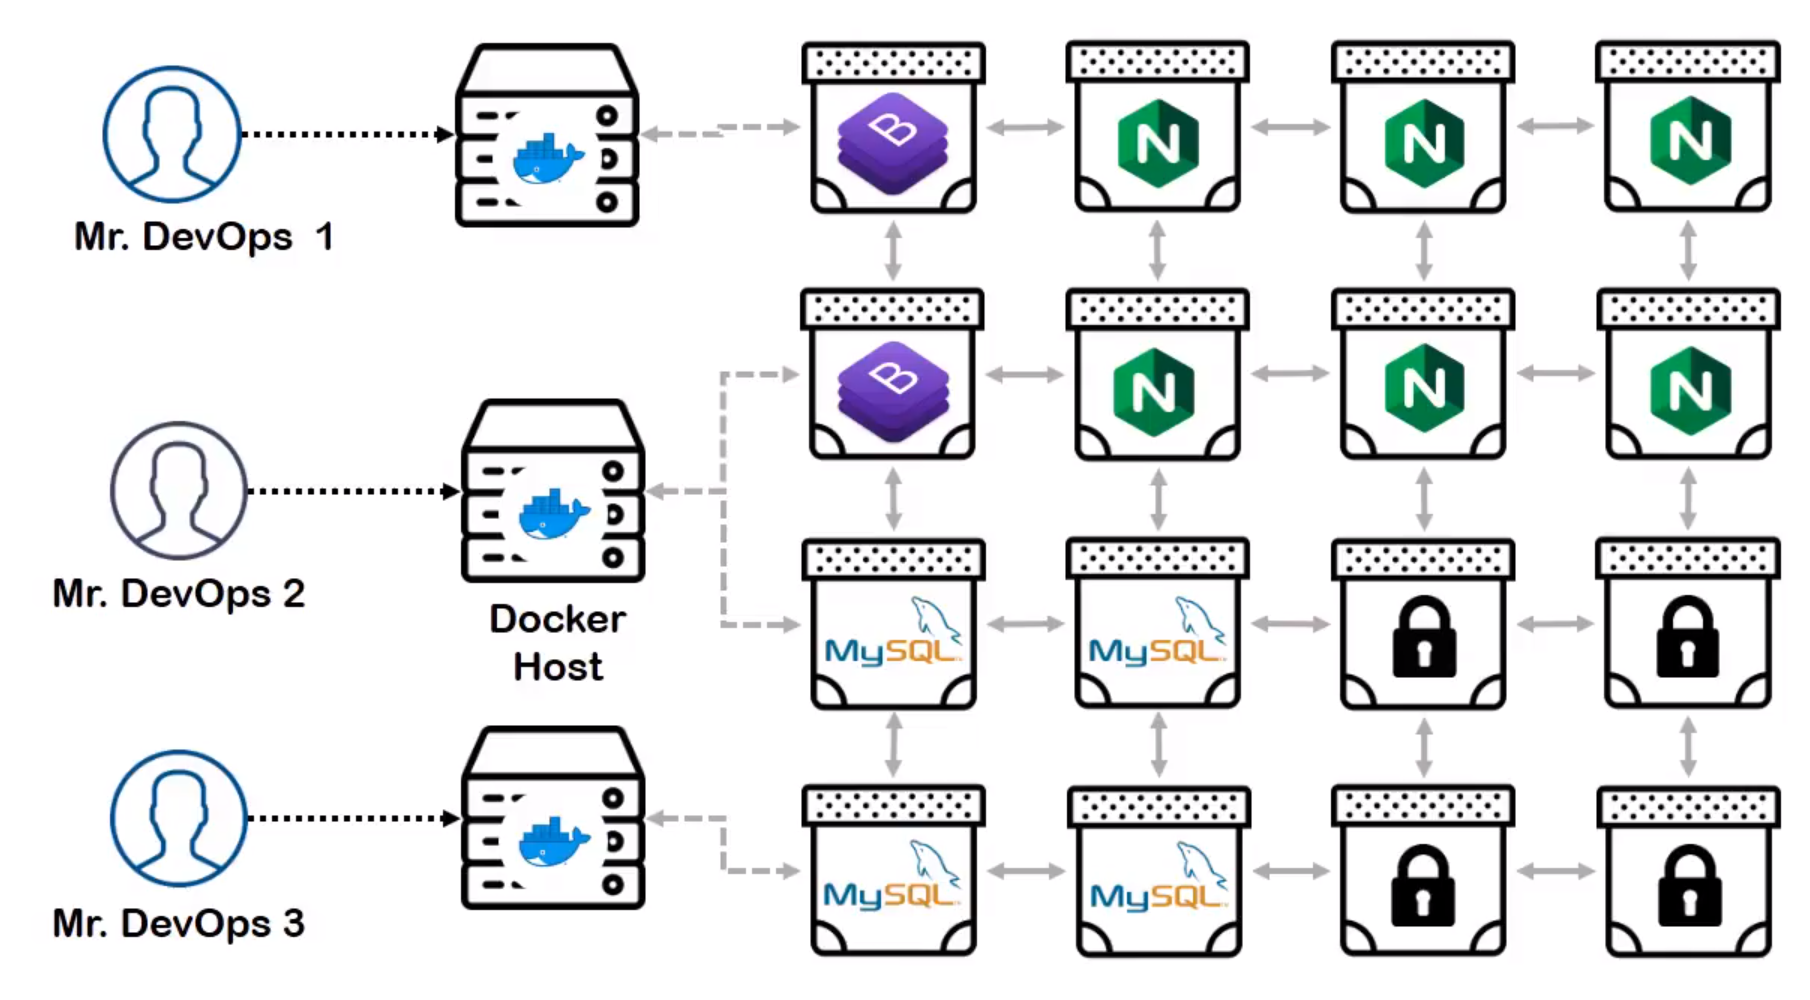 B
N
N
N
Mr. DevOps 1
B
N
N
N
Mr. DevOps 2
Docker
Host
MySQL
MySQL
Mr. DevOps 3
MySQL
MySQL